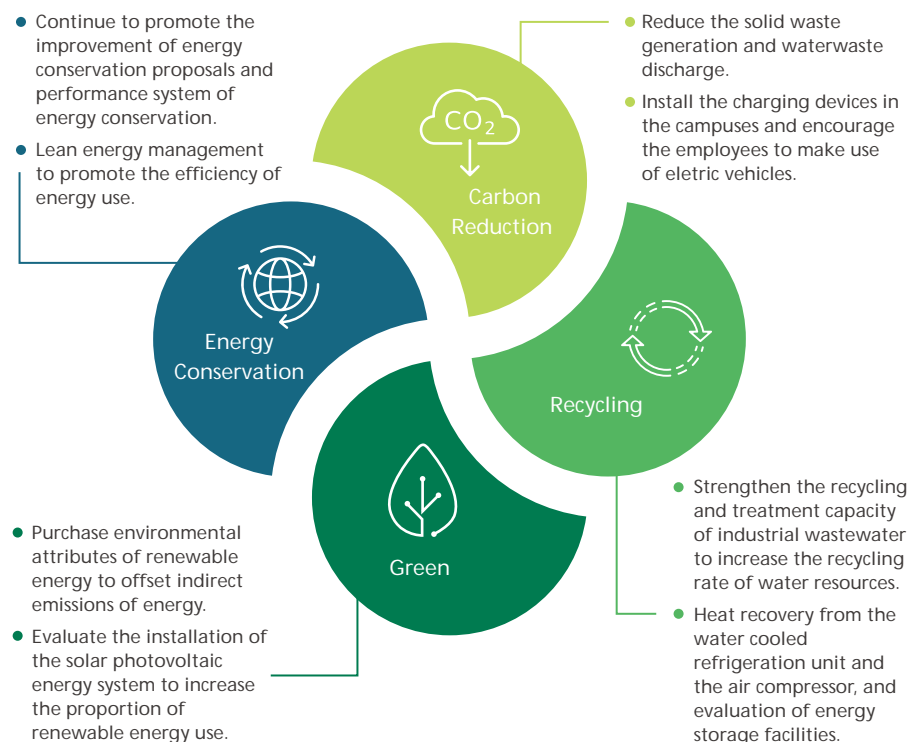 Continue to promote the
improvement of energy
conservation proposals and
performance system of
energy conservation.
Lean energy management
to promote the efficiency of
energy use.
Reduce the solid waste
generation and waterwaste
discharge.
Install the charging devices in
the campuses and encourage
the employees to make use
of eletric vehicles.
CO₂
Carbon
Reduction
Energy
Conservation
Recycling
Green
Purchase environmental
attributes of renewable
energy to offset indirect
emissions of energy.
Evaluate the installation of
the solar photovoltaic
energy system to increase
the proportion of
renewable energy use.
Strengthen the recycling
and treatment capacity
of industrial wastewater
to increase the recycling
rate of water resources.
Heat recovery from the
water cooled
refrigeration unit and
the air compressor, and
evaluation of energy
storage facilities.